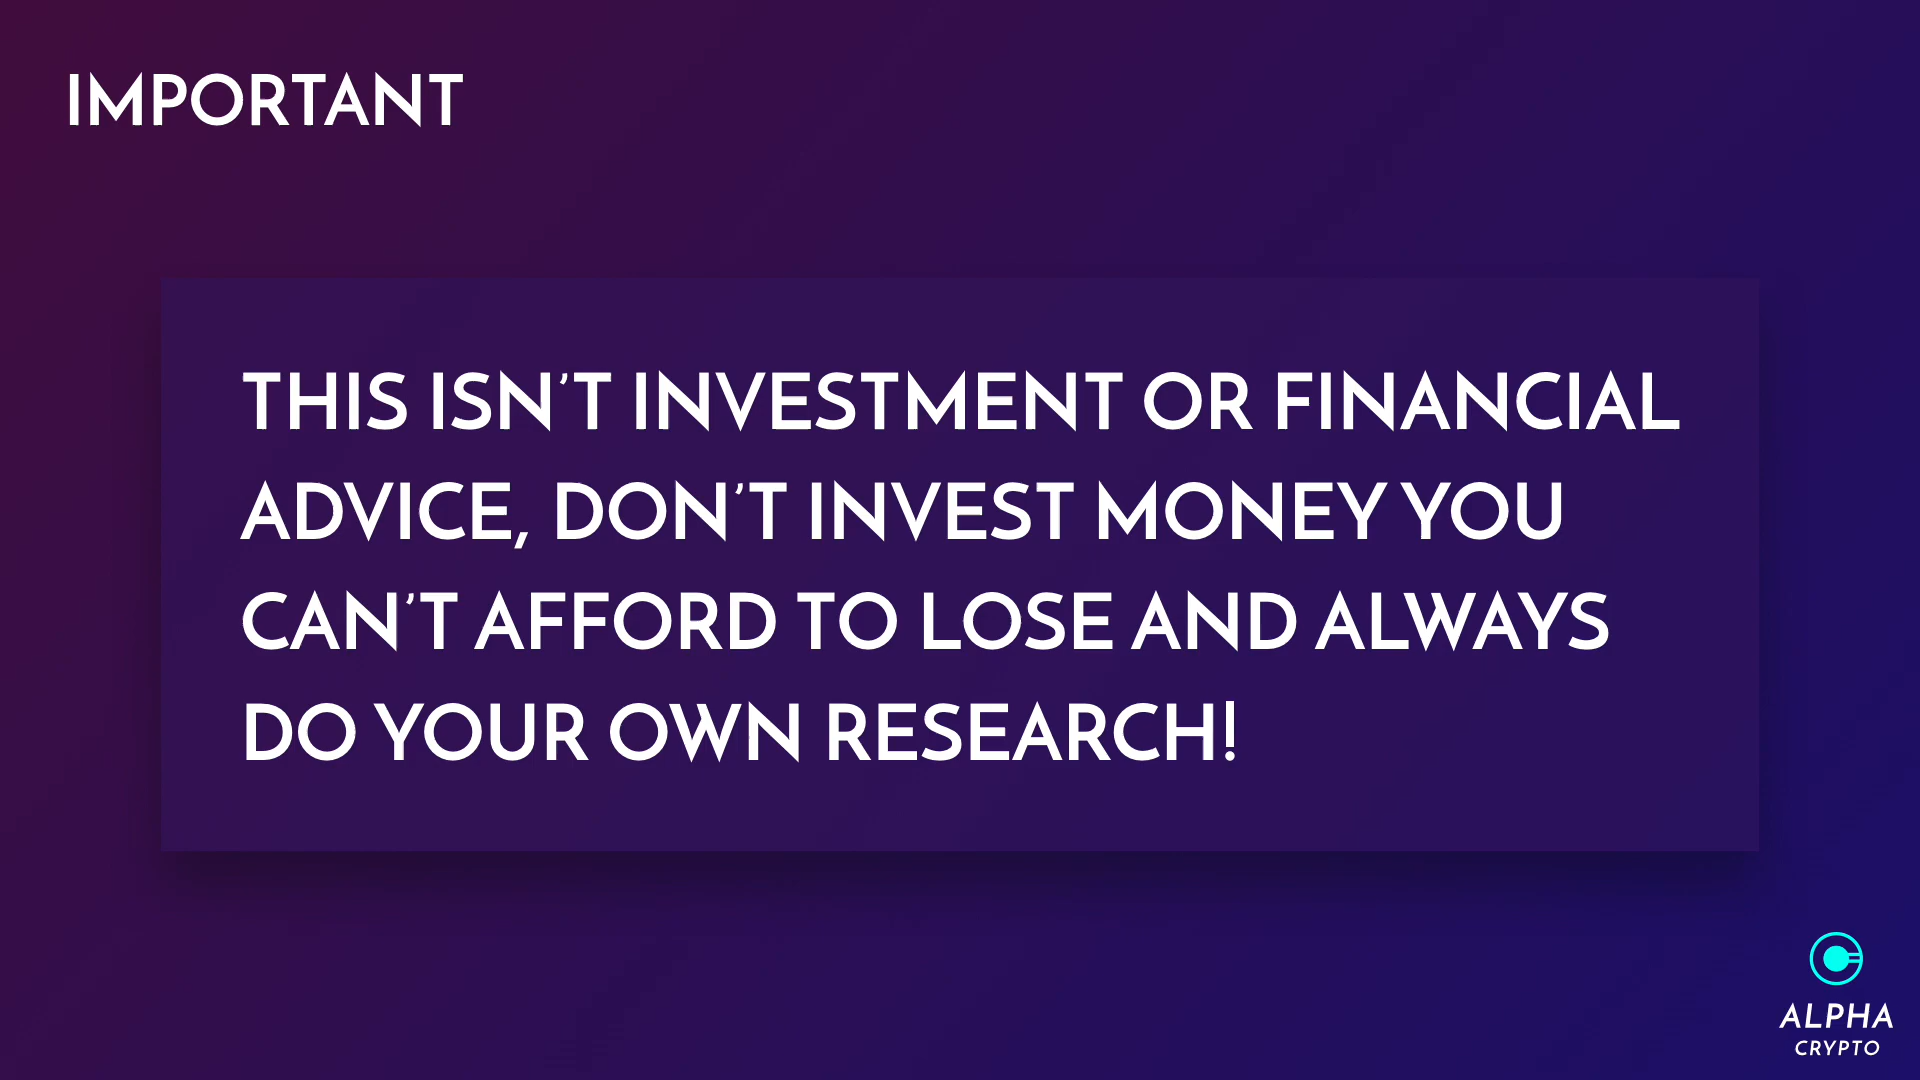 IMPORTANT
THIS ISN'T INVESTMENT OR FINANCIAL
ADVICE, DON'T INVEST MONEY YOU
CAN'T AFFORD TO LOSE AND ALWAYS
DO YOUR OWN RESEARCH!
ALPHA
CRYPTO